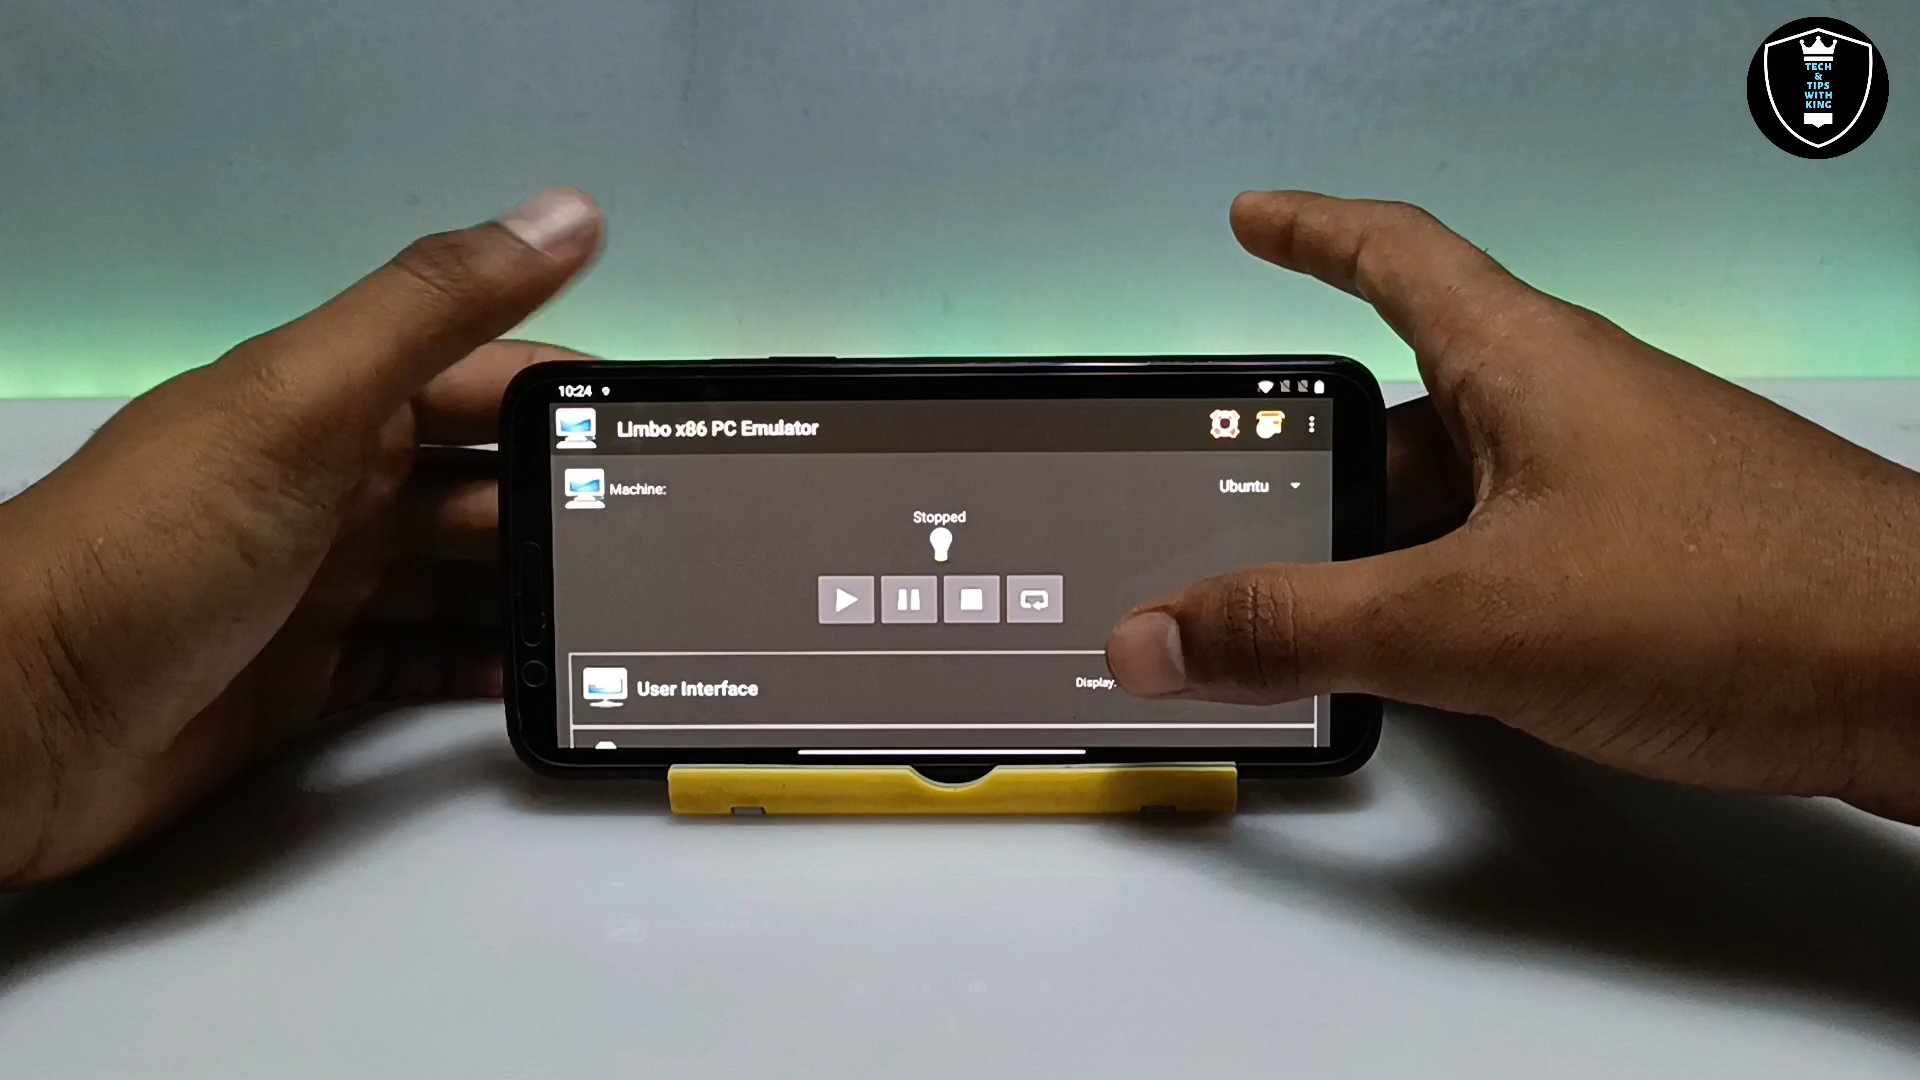 TECH
&
TIPS
WITH
KING
10:24
Limbo x86 PC Emulator
Machine:
Ubuntu
Stopped
User Interface
Display: